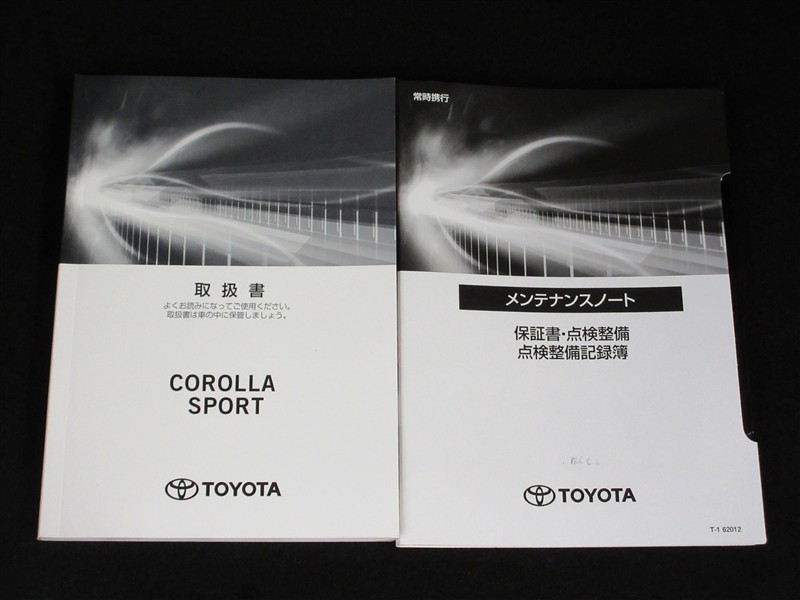 取扱書
よくお読みになってご使用ください。
取扱書は車の中に保管しましょう。
COROLLA
SPORT
TOYOTA
常時携行
メンテナンスノート
保証書・点検整備
点検整備記録簿
TOYOTA
T-1 62012